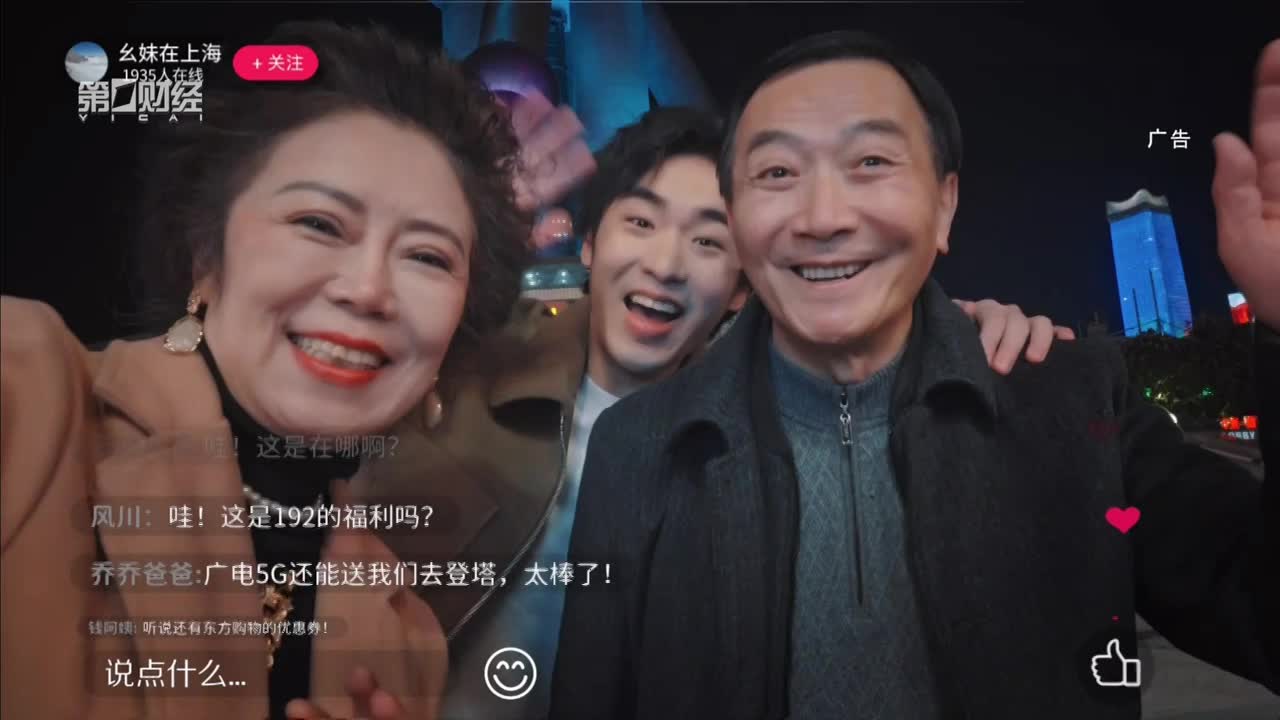 幺妹在上海
1935人在线
+ 关注
第一财经
YICAI
广告
哇！这是在哪啊？
风川：哇！这是192的福利吗？
乔乔爸爸:广电5G还能送我们去登塔，太棒了！
钱阿姨: 听说还有东方购物的优惠券！
说点什么...